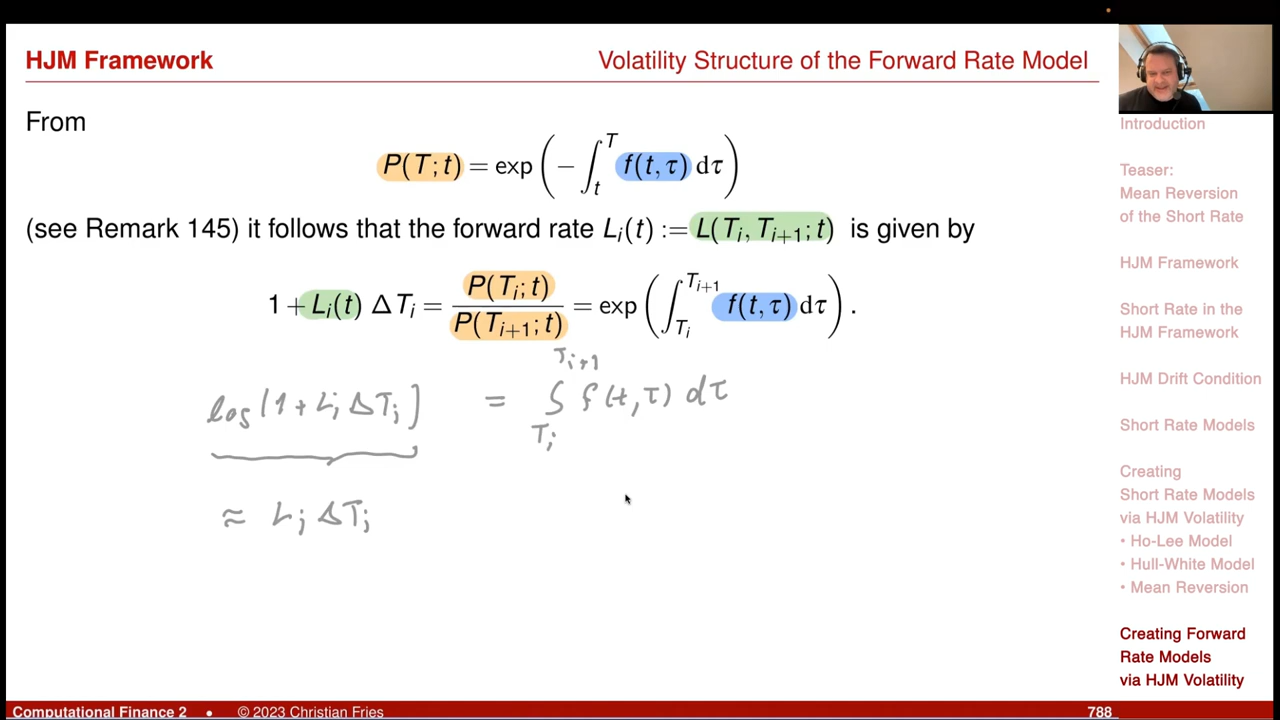 HJM Framework
Volatility Structure of the Forward Rate Model
From
P(T;t) = exp(−∫_t^T f(t,τ) dτ)
(see Remark 145) it follows that the forward rate L_i(t) := L(T_i,T_{i+1};t) is given by
1 + L_i(t) ΔT_i = P(T_i;t) / P(T_{i+1};t) = exp(∫_{T_i}^{T_{i+1}} f(t,τ) dτ).
log(1 + L_i ΔT_i) = ∫_{T_i}^{T_{i+1}} f(t,τ) dτ
≈ L_i ΔT_i
Introduction
Teaser:
Mean Reversion
of the Short Rate
HJM Framework
Short Rate in the
HJM Framework
HJM Drift Condition
Short Rate Models
Creating
Short Rate Models
via HJM Volatility
• Ho-Lee Model
• Hull-White Model
• Mean Reversion
Creating Forward
Rate Models
via HJM Volatility
Computational Finance 2 • © 2023 Christian Fries
788